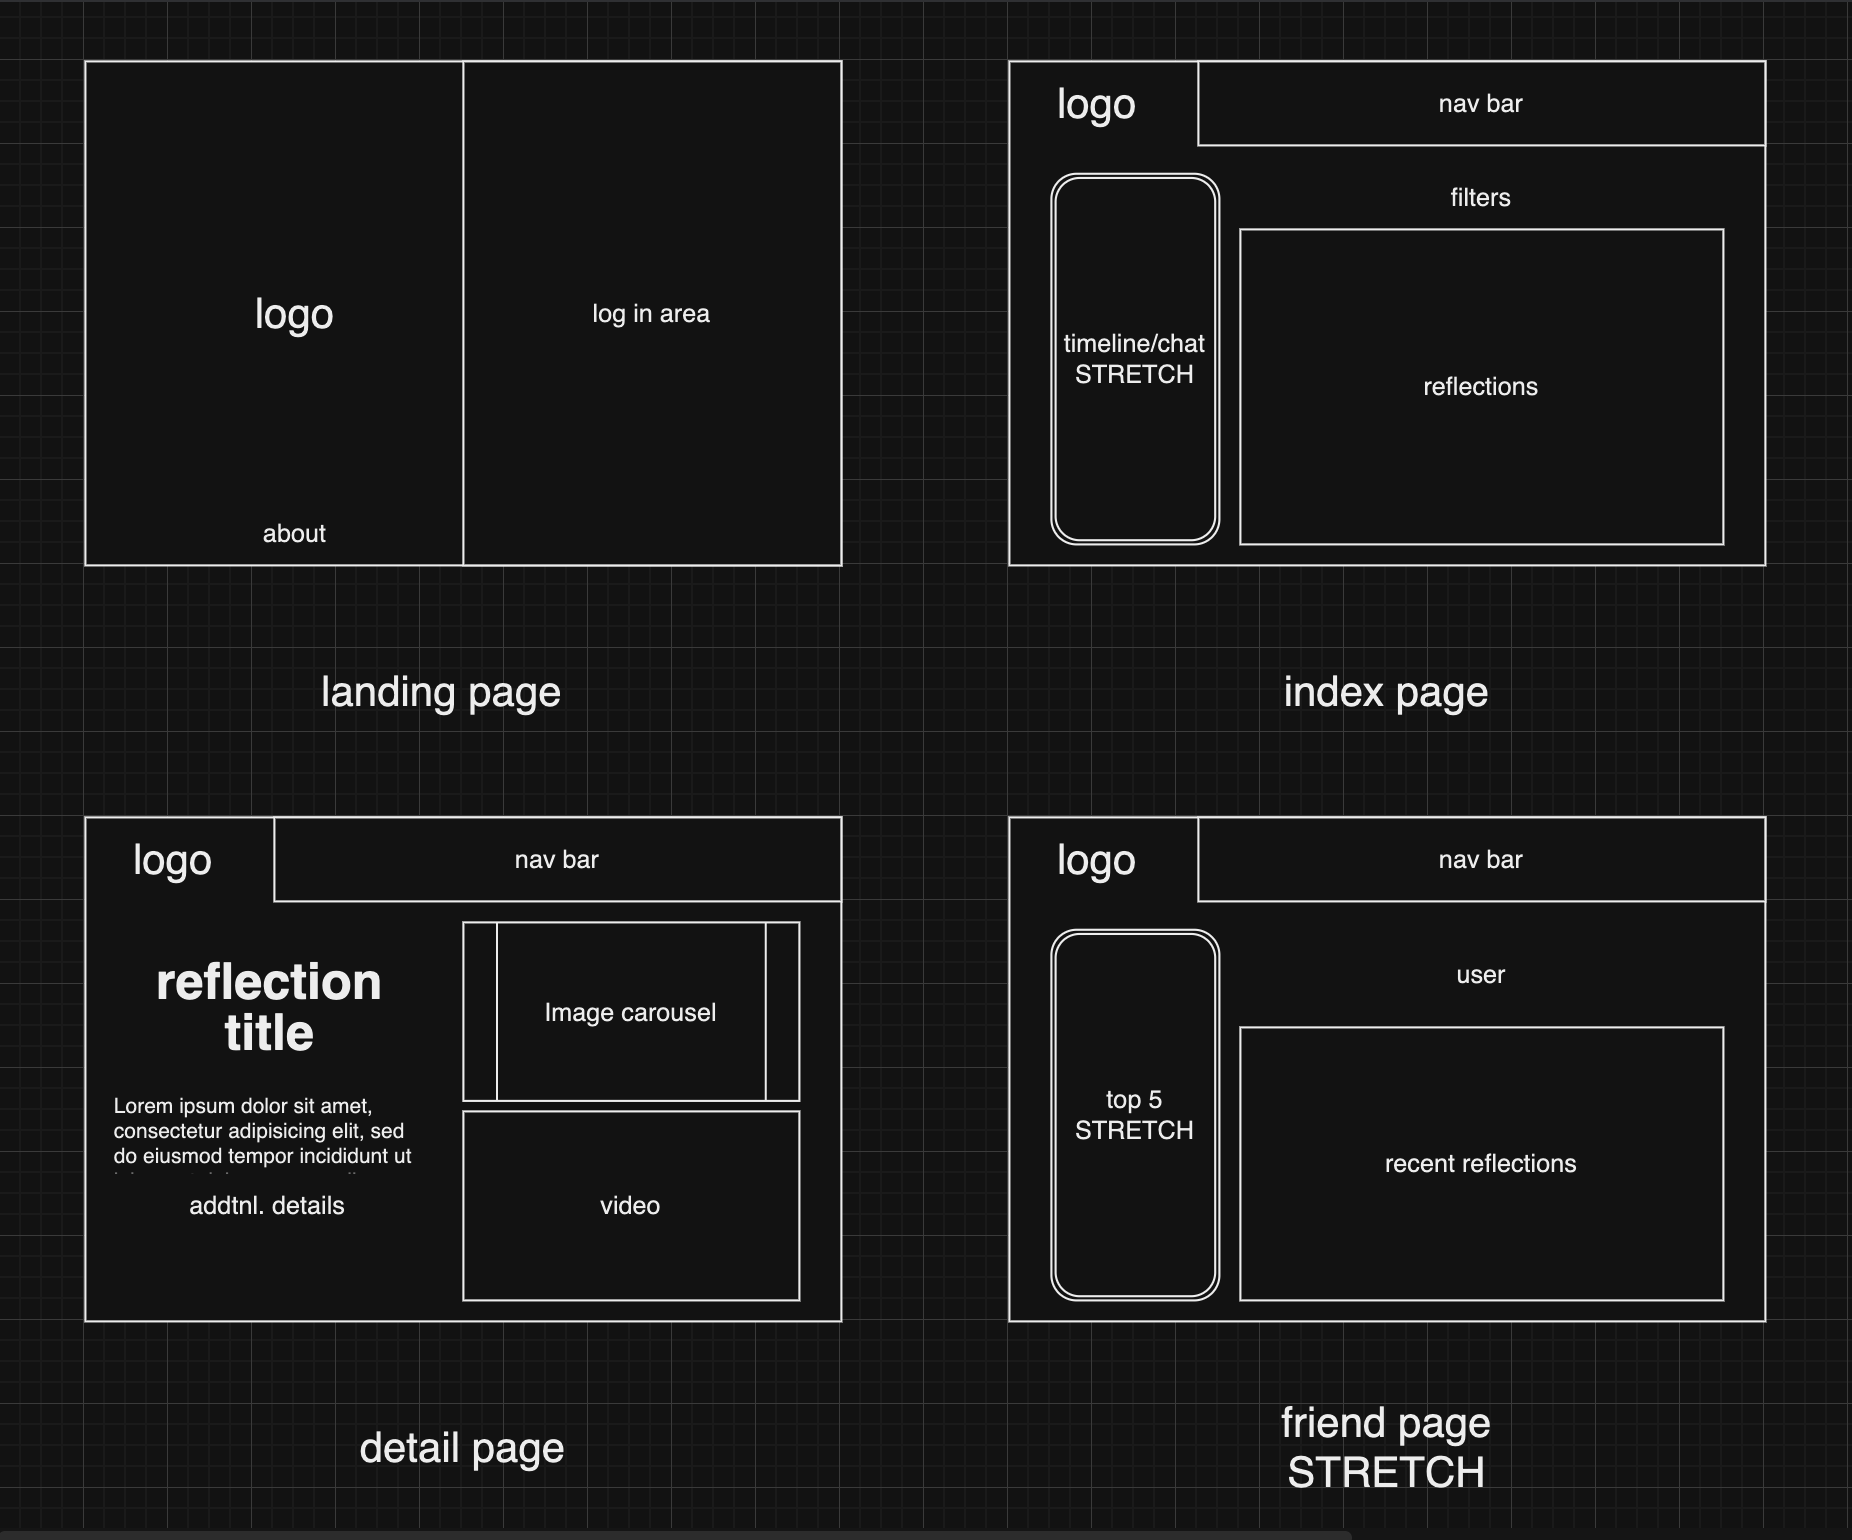 logo
log in area
about
landing page
logo
nav bar
filters
timeline/chat
STRETCH
reflections
index page
logo
nav bar
reflection
title
Lorem ipsum dolor sit amet,
consectetur adipisicing elit, sed
do eiusmod tempor incididunt ut
addtnl. details
Image carousel
video
detail page
logo
nav bar
user
top 5
STRETCH
recent reflections
friend page
STRETCH